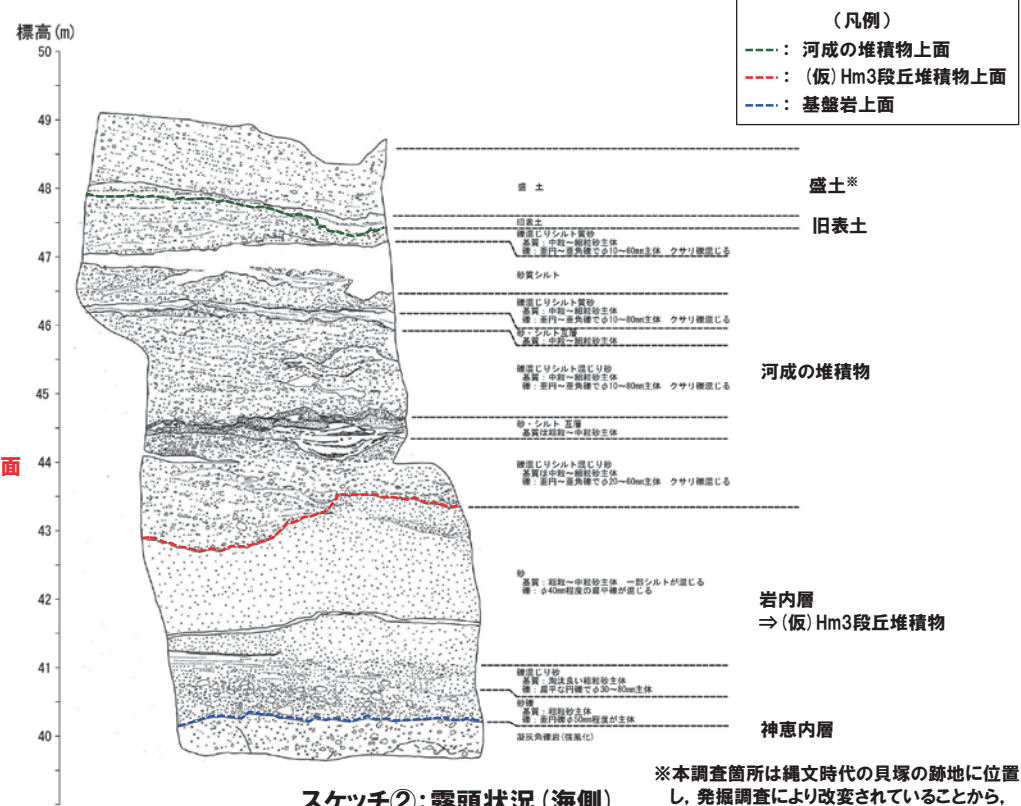 標高(m)
50
49
48
47
46
45
44
43
42
41
40
面
(凡例)
----: 河成の堆積物上面
----: (仮)Hm3段丘堆積物上面
----: 基盤岩上面
盛 土
旧表土
礫混じりシルト質砂
基質:中粒~細粒砂主体
礫:亜円~亜角礫でφ10~60mm主体 クサリ礫混じる
砂質シルト
礫混じりシルト質砂
基質:中粒~細粒砂主体
礫:亜円~亜角礫でφ10~80mm主体 クサリ礫混じる
砂・シルト互層
基質:中粒~細粒砂主体
礫混じりシルト混じり砂
基質:中粒~細粒砂主体
礫:亜円~亜角礫でφ10~80mm主体 クサリ礫混じる
砂・シルト 互層
基質は粗粒~中粒砂主体
礫混じりシルト混じり砂
基質は中粒~細粒砂主体
礫:亜円~亜角礫でφ20~60mm主体 クサリ礫混じる
砂
基質:粗粒~中粒砂主体 一部シルトが混じる
礫:φ40mm程度の扁平礫が混じる
礫混じり砂
基質:淘汰良い粗粒砂主体
礫:扁平な円礫でφ30~80mm主体
砂礫
基質:粗粒砂主体
礫:亜円礫φ50mm程度が主体
凝灰角礫岩(強風化)
盛土※
旧表土
河成の堆積物
岩内層
⇒(仮)Hm3段丘堆積物
神恵内層
スケッチ②:露頭状況(海側)
※本調査箇所は縄文時代の貝塚の跡地に位置
し,発掘調査により改変されていることから,